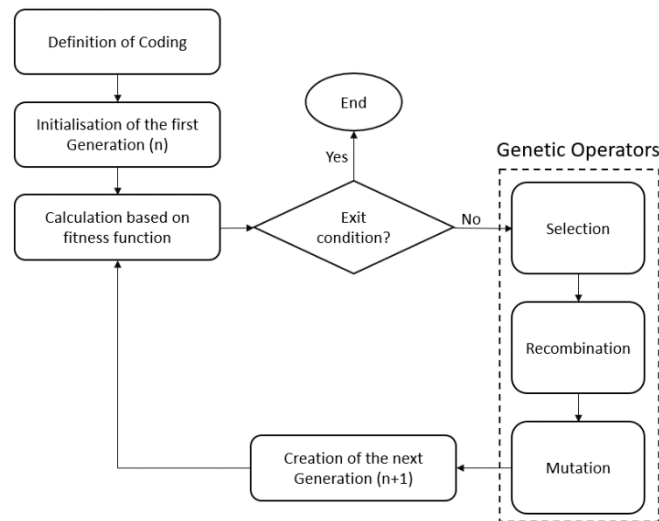 Definition of Coding
Initialisation of the first
Generation (n)
Calculation based on
fitness function
End
Yes
Exit
condition?
No
Genetic Operators
Selection
Recombination
Mutation
Creation of the next
Generation (n+1)